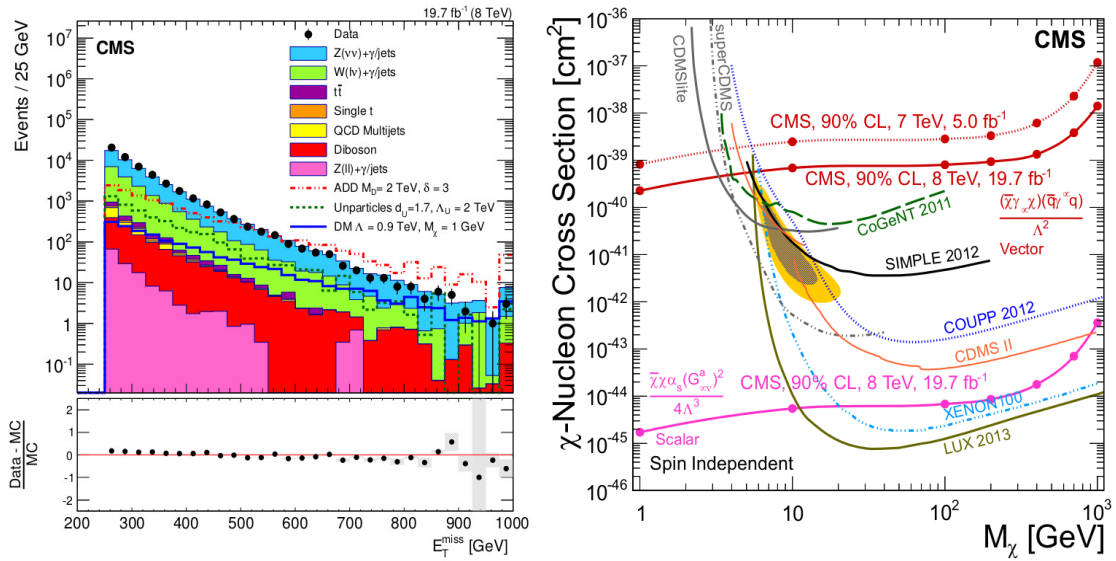 19.7 fb⁻¹ (8 TeV)
CMS
Data
Z(νν)+γ/jets
W(lν)+γ/jets
tt̄
Single t
QCD Multijets
Diboson
Z(ll)+γ/jets
ADD M_D= 2 TeV, δ = 3
Unparticles d_U=1.7, Λ_U = 2 TeV
DM Λ = 0.9 TeV, M_χ = 1 GeV
Events / 25 GeV
10⁷
10⁶
10⁵
10⁴
10³
10²
10
1
10⁻¹
Data - MC
MC
2
1
0
-1
-2
200 300 400 500 600 700 800 900 1000
E_T^miss [GeV]
χ-Nucleon Cross Section [cm²]
10⁻³⁶
10⁻³⁷
10⁻³⁸
10⁻³⁹
10⁻⁴⁰
10⁻⁴¹
10⁻⁴²
10⁻⁴³
10⁻⁴⁴
10⁻⁴⁵
10⁻⁴⁶
CMS
CDMSlite
superCDMS
CMS, 90% CL, 7 TeV, 5.0 fb⁻¹
CMS, 90% CL, 8 TeV, 19.7 fb⁻¹
(χ̄γ_∝χ)(q̄γ^∝q)
Λ²
Vector
CoGeNT 2011
SIMPLE 2012
COUPP 2012
CDMS II
χ̄χα_s(G^a_∝ν)²
4Λ³
CMS, 90% CL, 8 TeV, 19.7 fb⁻¹
Scalar
XENON100
LUX 2013
Spin Independent
1 10 10² 10³
M_χ [GeV]